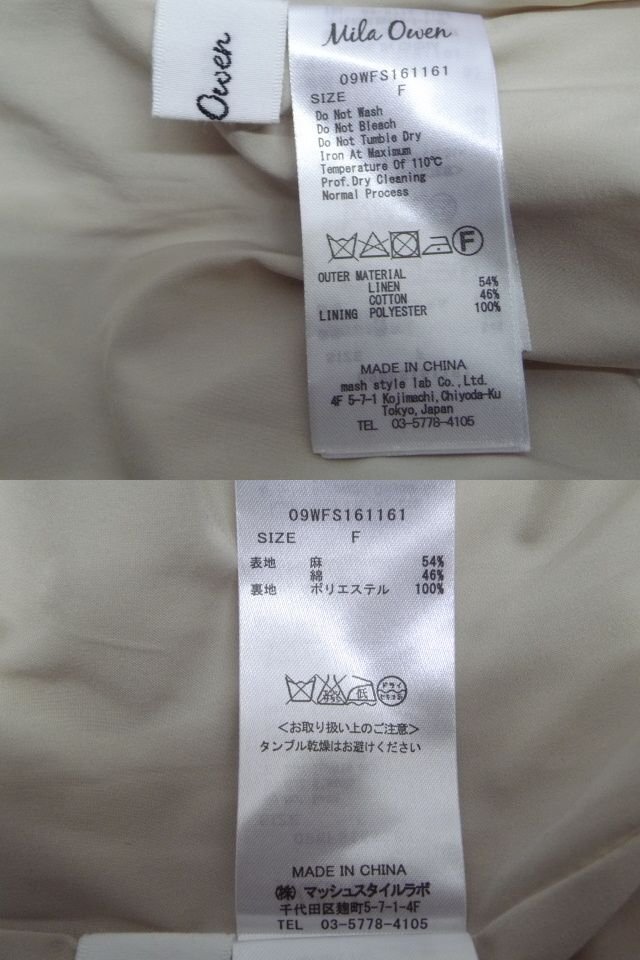 Owen
Mila Owen
09WFS161161
SIZE F
Do Not Wash
Do Not Bleach
Do Not Tumble Dry
Iron At Maximum
Temperature Of 110℃
Prof.Dry Cleaning
Normal Process
F
OUTER MATERIAL
LINEN 54%
COTTON 46%
LINING POLYESTER 100%
MADE IN CHINA
mash style lab Co.,Ltd.
4F 5-7-1 Kojimachi,Chiyoda-Ku
Tokyo,Japan
TEL 03-5778-4105
09WFS161161
SIZE F
表地 麻 54%
綿 46%
裏地 ポリエステル 100%
低 ドライ
<お取り扱い上のご注意>
タンブル乾燥はお避けください
MADE IN CHINA
(株) マッシュスタイルラボ
千代田区麹町5-7-1-4F
TEL 03-5778-4105